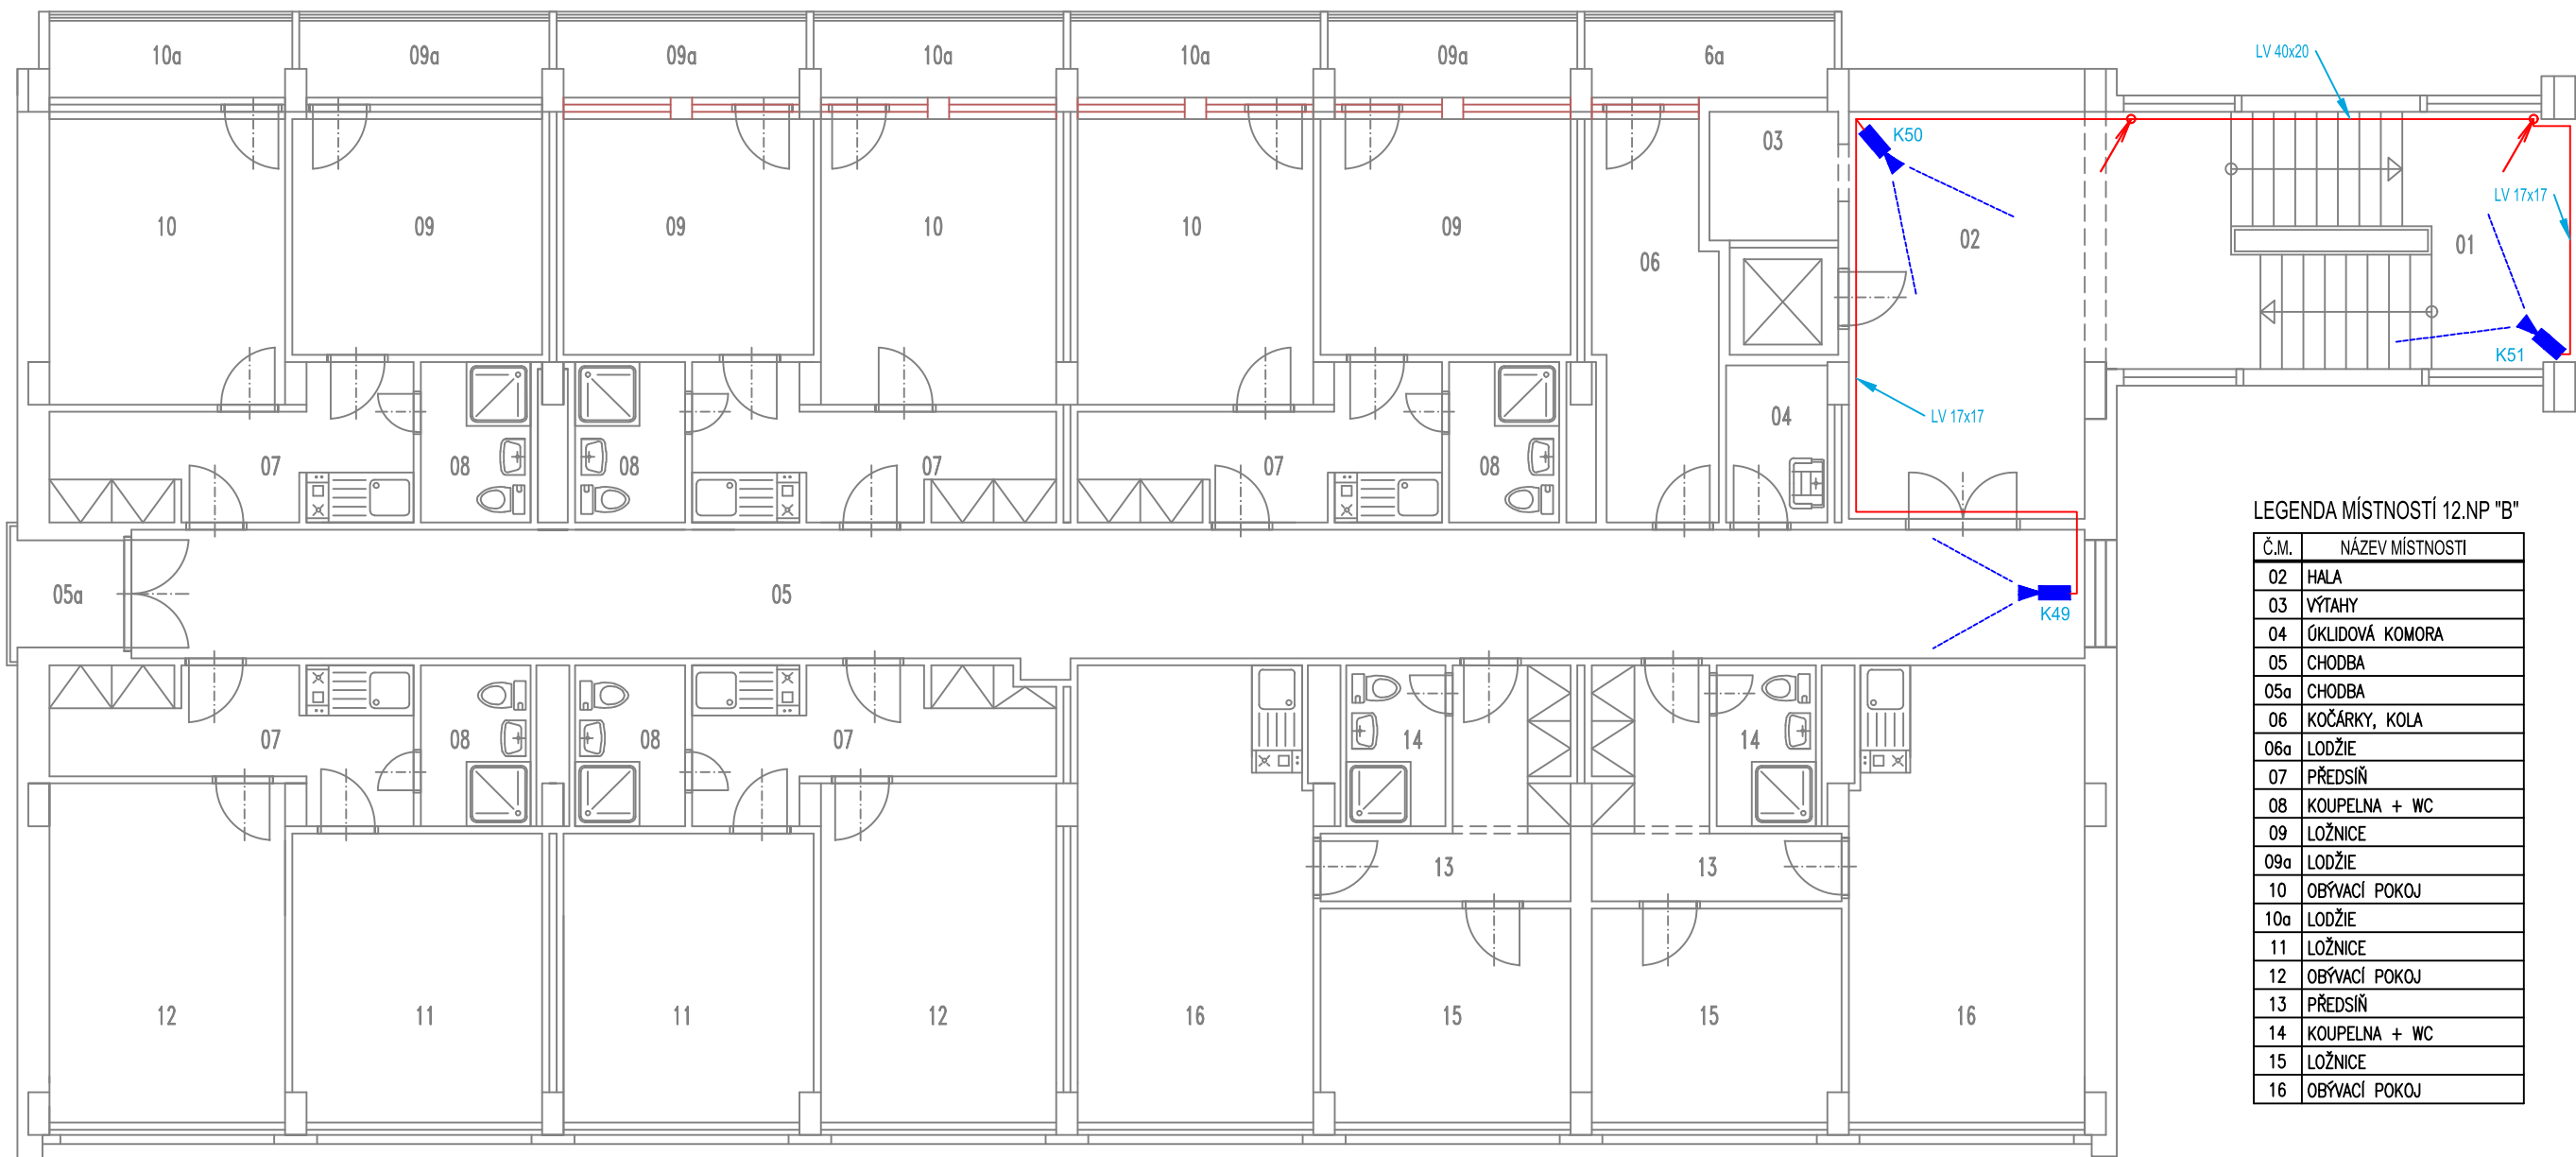 10a 09a 09a 10a 10a 09a 6a
LV 40x20
K50
03
LV 17x17
10 09 09 10 10 09 06 02 01
K51
LV 17x17
04
07 08 08 07 07 08
05a 05
K49
07 08 08 07 14 14
13 13
12 11 11 12 16 15 15 16
LEGENDA MÍSTNOSTÍ 12.NP "B"
Č.M. NÁZEV MÍSTNOSTI
02 HALA
03 VÝTAHY
04 ÚKLIDOVÁ KOMORA
05 CHODBA
05a CHODBA
06 KOČÁRKY, KOLA
06a LODŽIE
07 PŘEDSÍŇ
08 KOUPELNA + WC
09 LOŽNICE
09a LODŽIE
10 OBÝVACÍ POKOJ
10a LODŽIE
11 LOŽNICE
12 OBÝVACÍ POKOJ
13 PŘEDSÍŇ
14 KOUPELNA + WC
15 LOŽNICE
16 OBÝVACÍ POKOJ